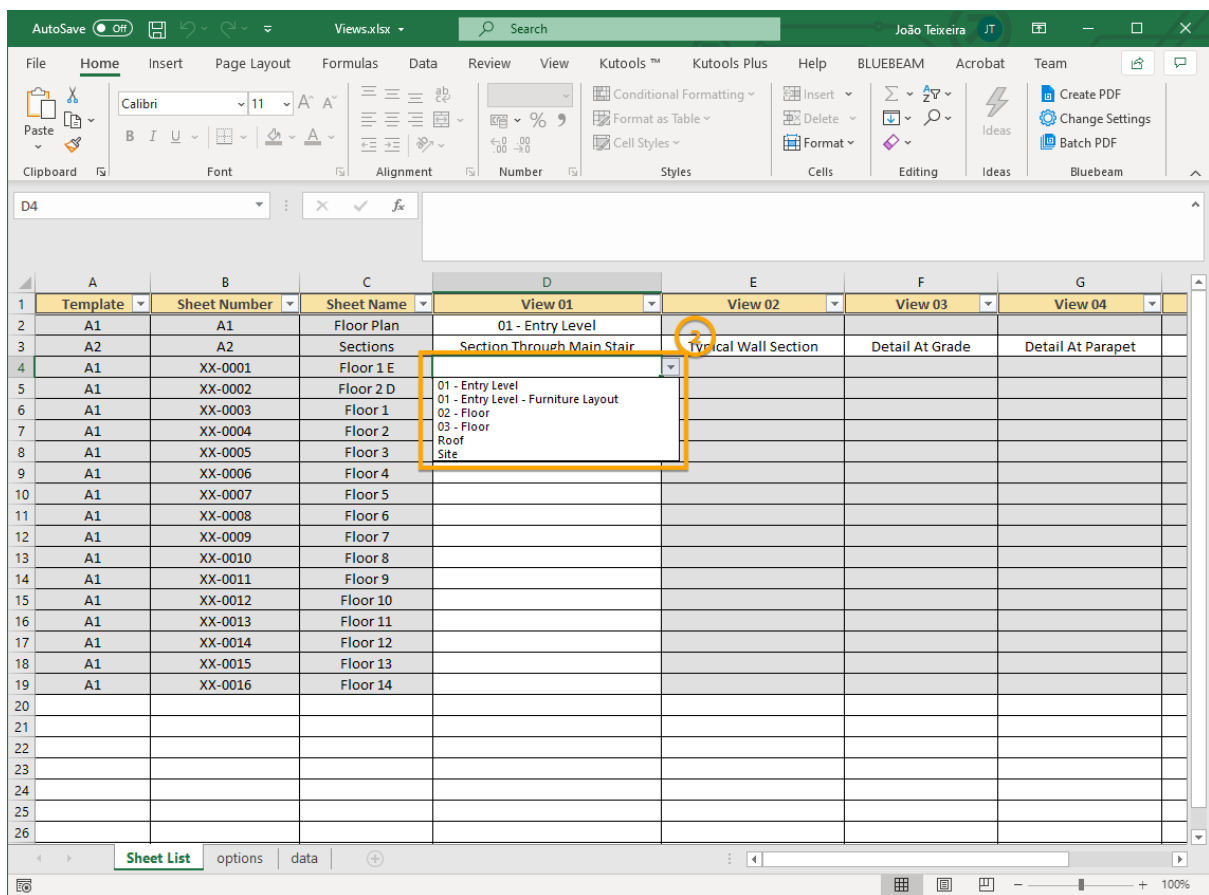 AutoSave Off Views.xlsx Search João Teixeira JT
File Home Insert Page Layout Formulas Data Review View Kutools ™ Kutools Plus Help BLUEBEAM Acrobat Team
Paste Calibri 11 A^ A˅ ab Conditional Formatting Insert Σ Create PDF
B I U A % 9 Format as Table Delete Ideas Change Settings
Cell Styles Format Batch PDF
Clipboard Font Alignment Number Styles Cells Editing Ideas Bluebeam
D4 fx
A B C D E F G
1 Template Sheet Number Sheet Name View 01 View 02 View 03 View 04
2 A1 A1 Floor Plan 01 - Entry Level
3 A2 A2 Sections Section Through Main Stair 2 Typical Wall Section Detail At Grade Detail At Parapet
4 A1 XX-0001 Floor 1 E
5 A1 XX-0002 Floor 2 D 01 - Entry Level
01 - Entry Level - Furniture Layout
6 A1 XX-0003 Floor 1 02 - Floor
7 A1 XX-0004 Floor 2 03 - Floor
Roof
8 A1 XX-0005 Floor 3 Site
9 A1 XX-0006 Floor 4
10 A1 XX-0007 Floor 5
11 A1 XX-0008 Floor 6
12 A1 XX-0009 Floor 7
13 A1 XX-0010 Floor 8
14 A1 XX-0011 Floor 9
15 A1 XX-0012 Floor 10
16 A1 XX-0013 Floor 11
17 A1 XX-0014 Floor 12
18 A1 XX-0015 Floor 13
19 A1 XX-0016 Floor 14
20
21
22
23
24
25
26
Sheet List options data
100%